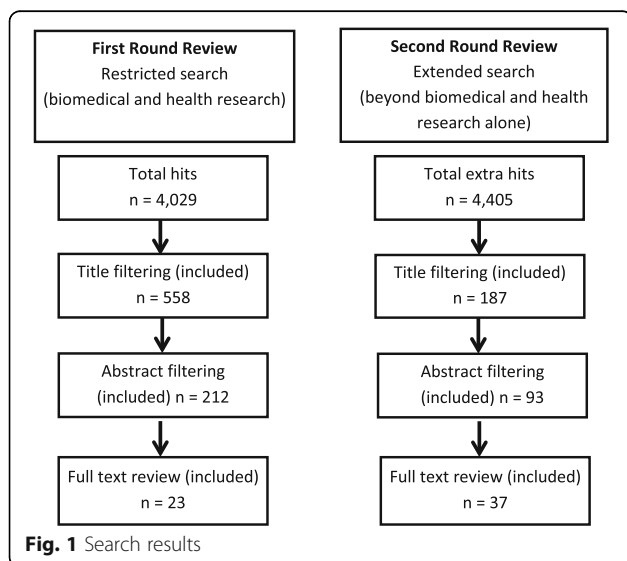 First Round Review
Restricted search
(biomedical and health research)
Total hits
n = 4,029
Title filtering (included)
n = 558
Abstract filtering
(included) n = 212
Full text review (included)
n = 23
Second Round Review
Extended search
(beyond biomedical and health
research alone)
Total extra hits
n = 4,405
Title filtering (included)
n = 187
Abstract filtering
(included) n = 93
Full text review (included)
n = 37
Fig. 1 Search results